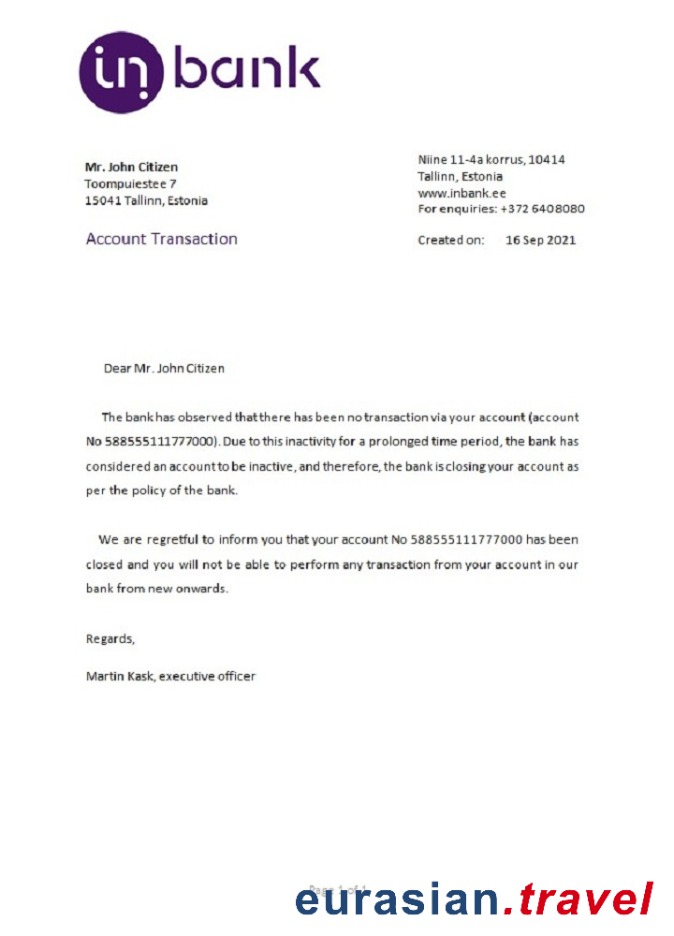 in bank
Mr. John Citizen
Toompuiestee 7
15041 Tallinn, Estonia
Niine 11-4a korrus, 10414
Tallinn, Estonia
www.inbank.ee
For enquiries: +372 6408080
Account Transaction
Created on: 16 Sep 2021
Dear Mr. John Citizen
The bank has observed that there has been no transaction via your account (account
No 588555111777000). Due to this inactivity for a prolonged time period, the bank has
considered an account to be inactive, and therefore, the bank is closing your account as
per the policy of the bank.
We are regretful to inform you that your account No 588555111777000 has been
closed and you will not be able to perform any transaction from your account in our
bank from new onwards.
Regards,
Martin Kask, executive officer
Page 1 of 1
eurasian.travel